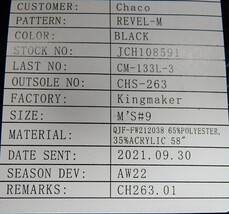 CUSTOMER: Chaco
PATTERN: REVEL-M
COLOR: BLACK
STOCK NO: JCH108591
LAST NO: CM-133L-3
OUTSOLE NO: CHS-263
FACTORY: Kingmaker
SIZE: M'S#9
MATERIAL: QJF-FW212038 65%POLYESTER,
35%ACRYLIC 58"
DATE SENT: 2021.09.30
SEASON DEV: AW22
REMARKS: CH263.01